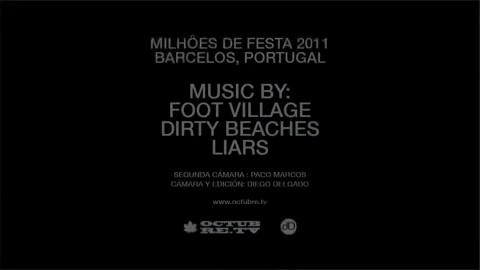 MILHÕES DE FESTA 2011
BARCELOS, PORTUGAL
MUSIC BY:
FOOT VILLAGE
DIRTY BEACHES
LIARS
SEGUNDA CÁMARA : PACO MARCOS
CÁMARA Y EDICIÓN: DIEGO DELGADO
www.octubre.tv
OCTUB
RE.TV